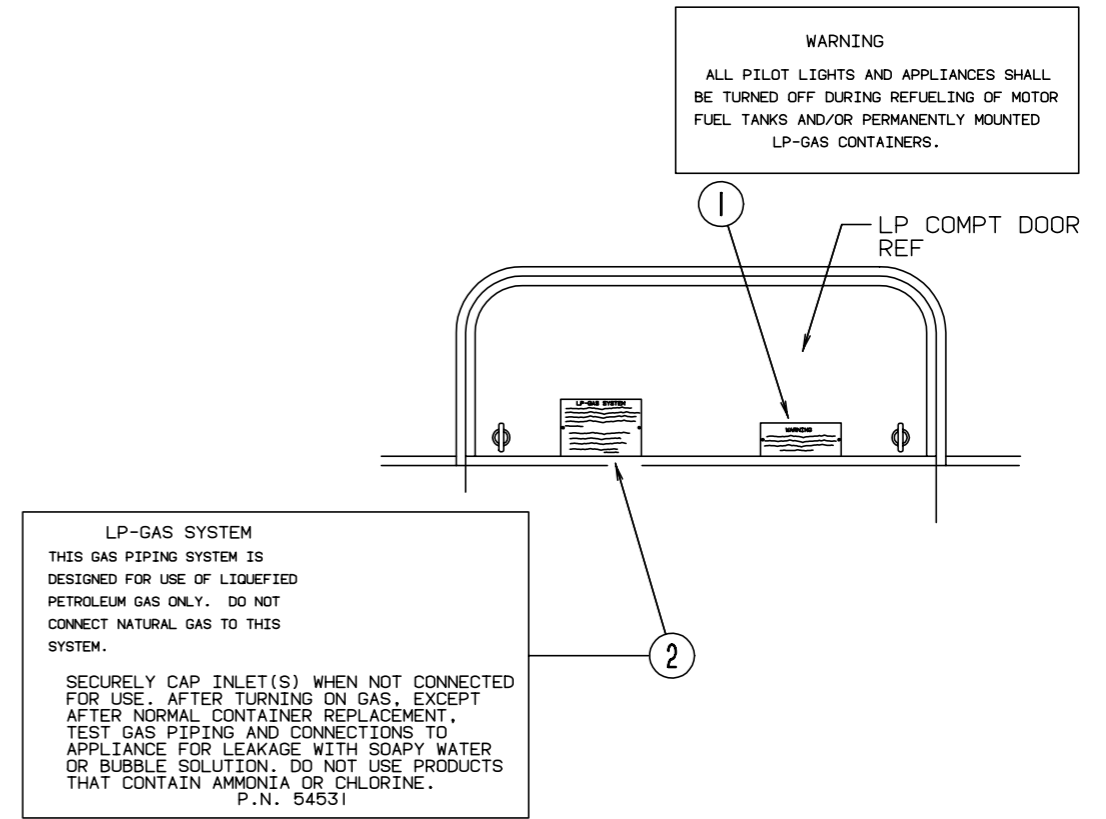 WARNING
ALL PILOT LIGHTS AND APPLIANCES SHALL
BE TURNED OFF DURING REFUELING OF MOTOR
FUEL TANKS AND/OR PERMANENTLY MOUNTED
LP-GAS CONTAINERS.
1
LP COMPT DOOR
REF
LP-GAS SYSTEM
WARNING
LP-GAS SYSTEM
THIS GAS PIPING SYSTEM IS
DESIGNED FOR USE OF LIQUEFIED
PETROLEUM GAS ONLY. DO NOT
CONNECT NATURAL GAS TO THIS
SYSTEM.
2
SECURELY CAP INLET(S) WHEN NOT CONNECTED
FOR USE. AFTER TURNING ON GAS, EXCEPT
AFTER NORMAL CONTAINER REPLACEMENT,
TEST GAS PIPING AND CONNECTIONS TO
APPLIANCE FOR LEAKAGE WITH SOAPY WATER
OR BUBBLE SOLUTION. DO NOT USE PRODUCTS
THAT CONTAIN AMMONIA OR CHLORINE.
P.N. 54531